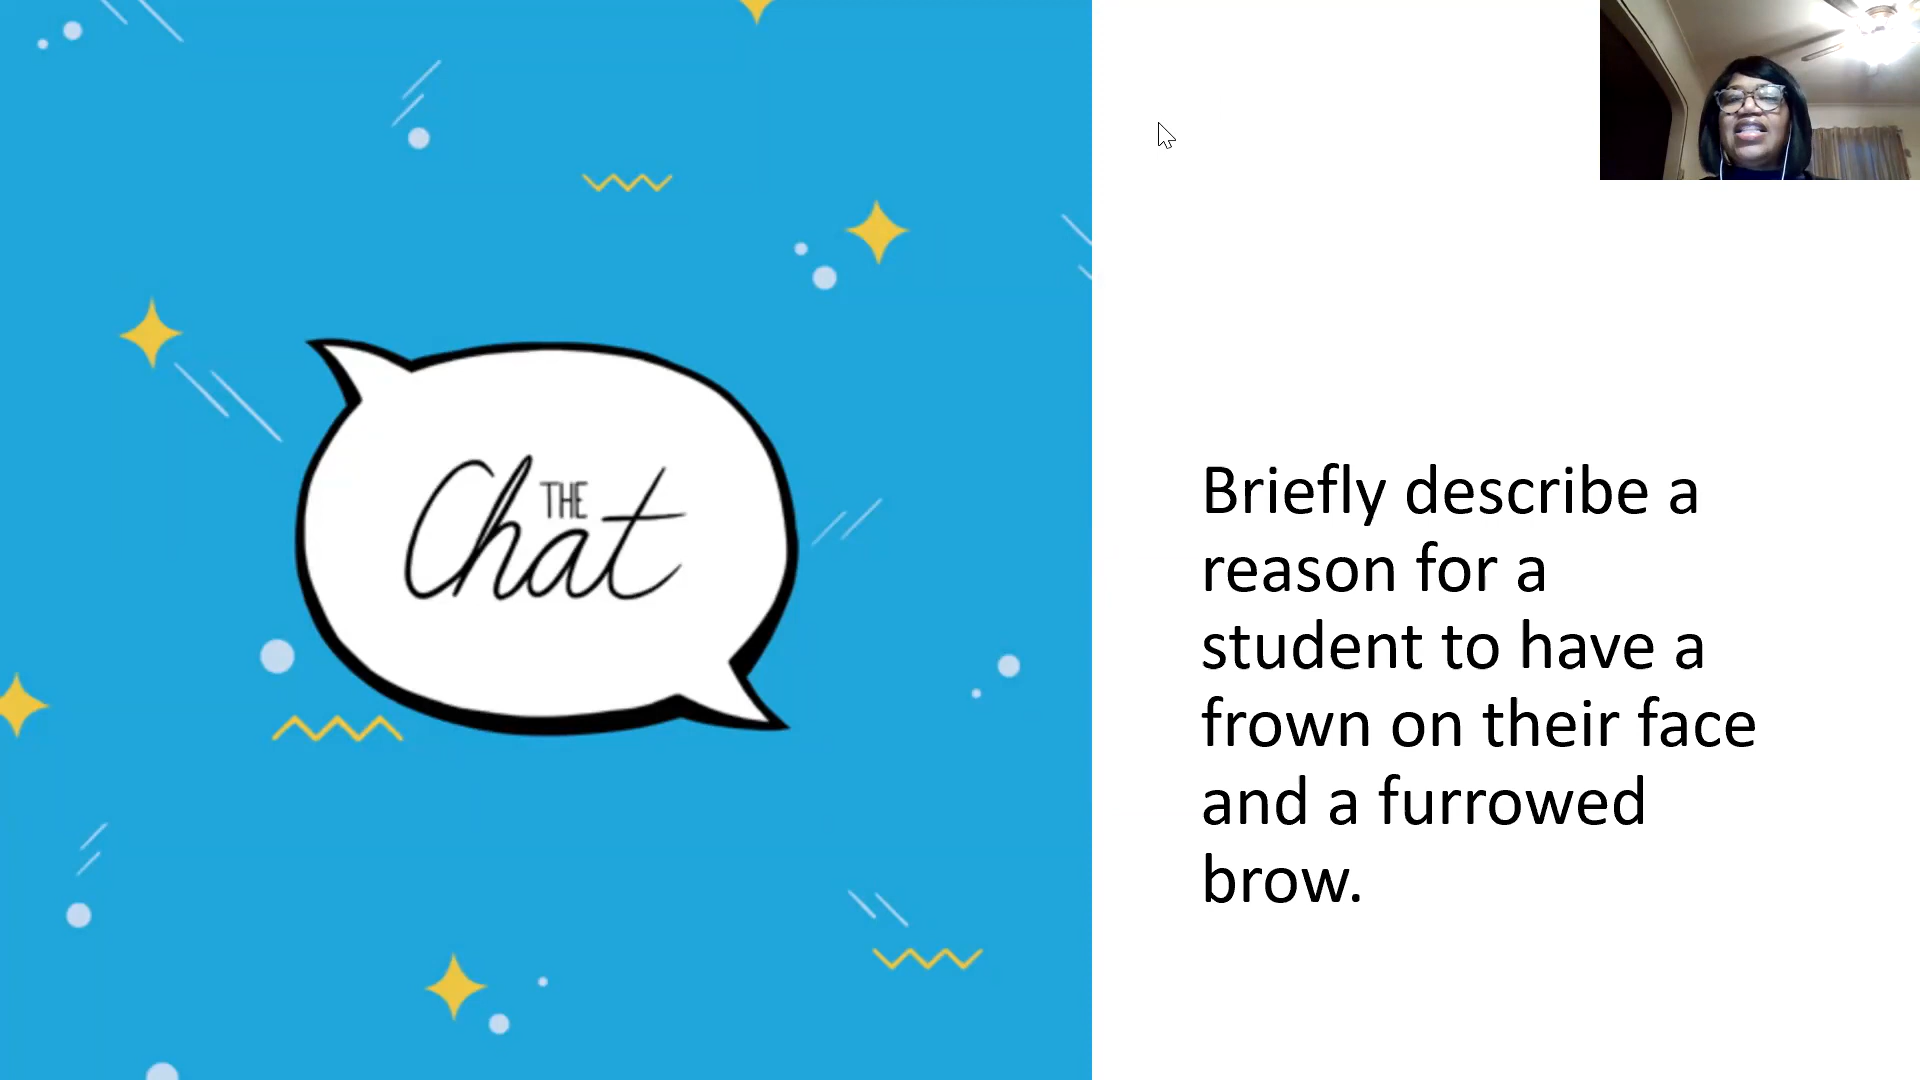 THE
Chat
Briefly describe a
reason for a
student to have a
frown on their face
and a furrowed
brow.